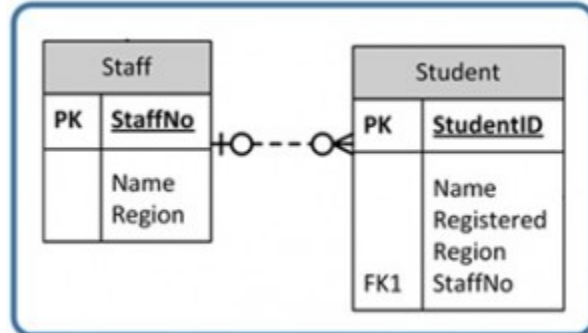 Staff
PK StaffNo
Name
Region
Student
PK StudentID
Name
Registered
Region
FK1 StaffNo